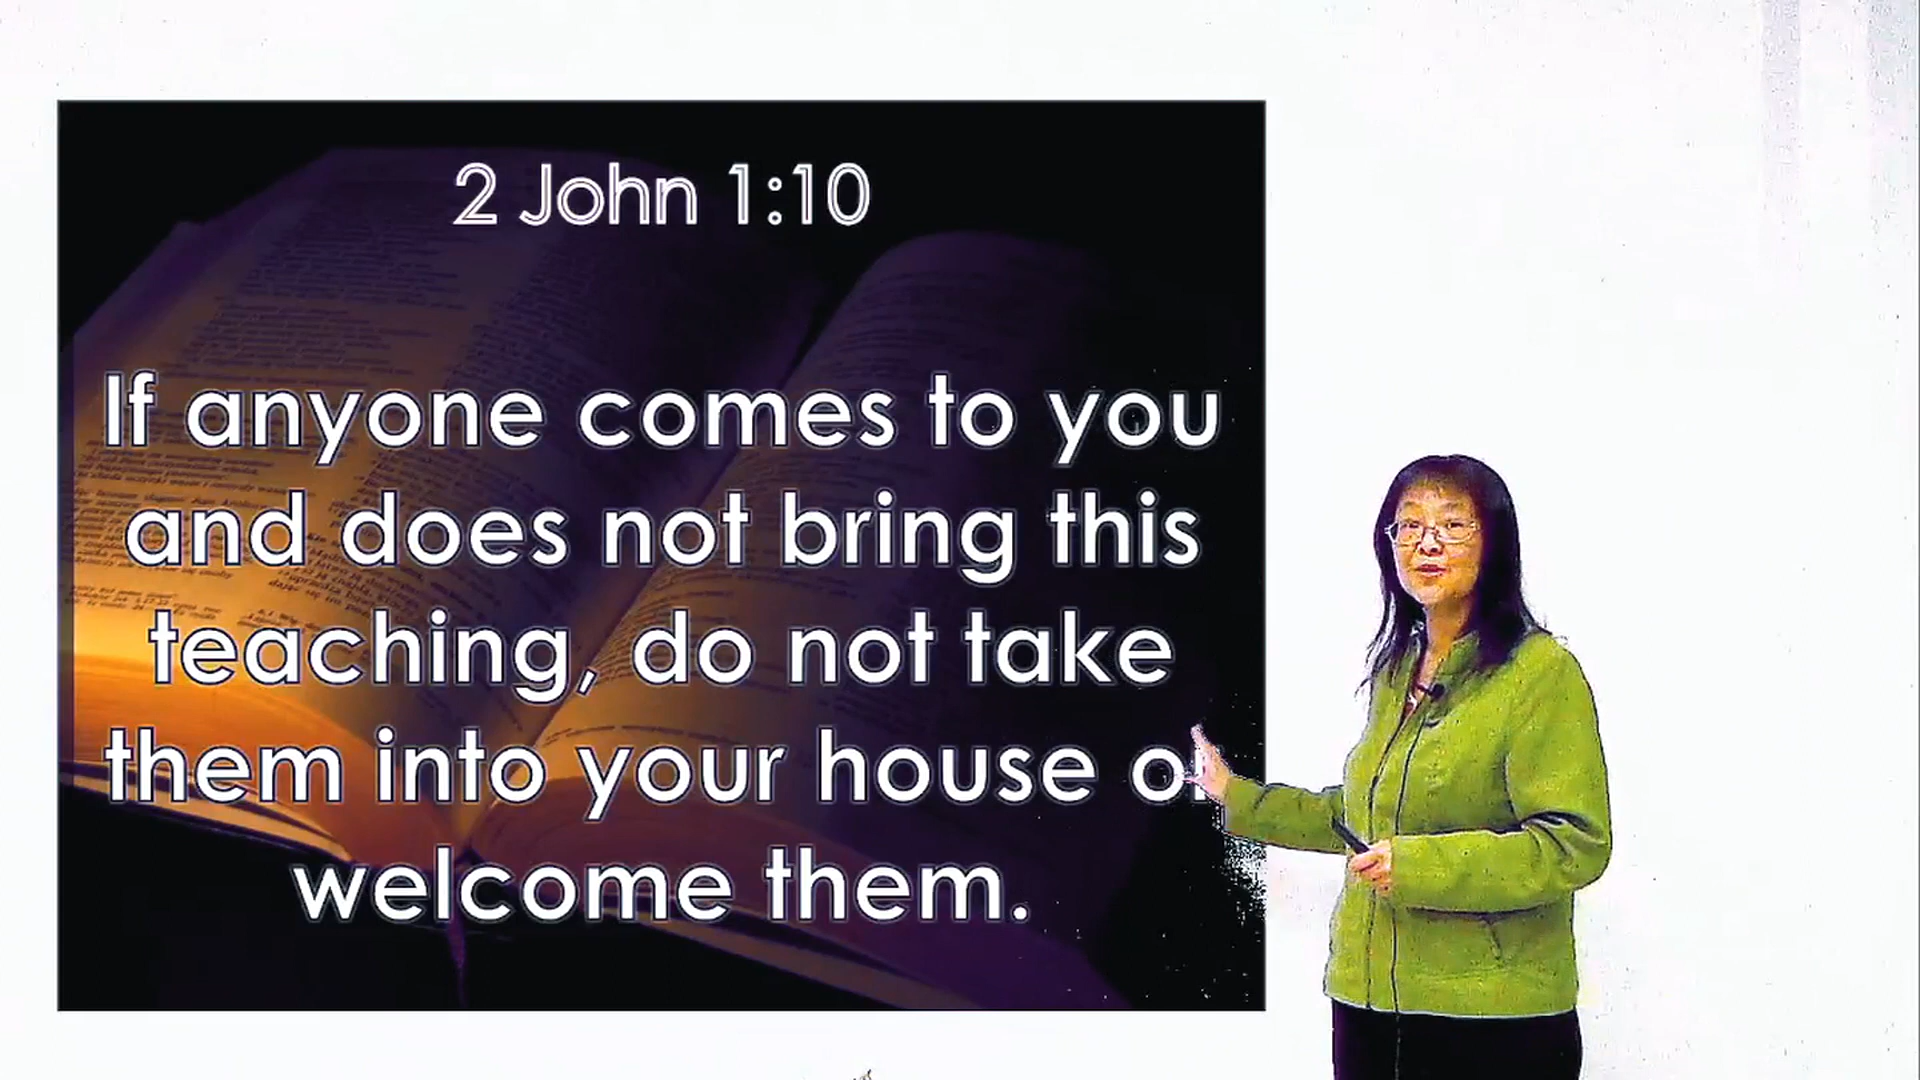 2 John 1:10
If anyone comes to you
and does not bring this
teaching, do not take
them into your house or
welcome them.